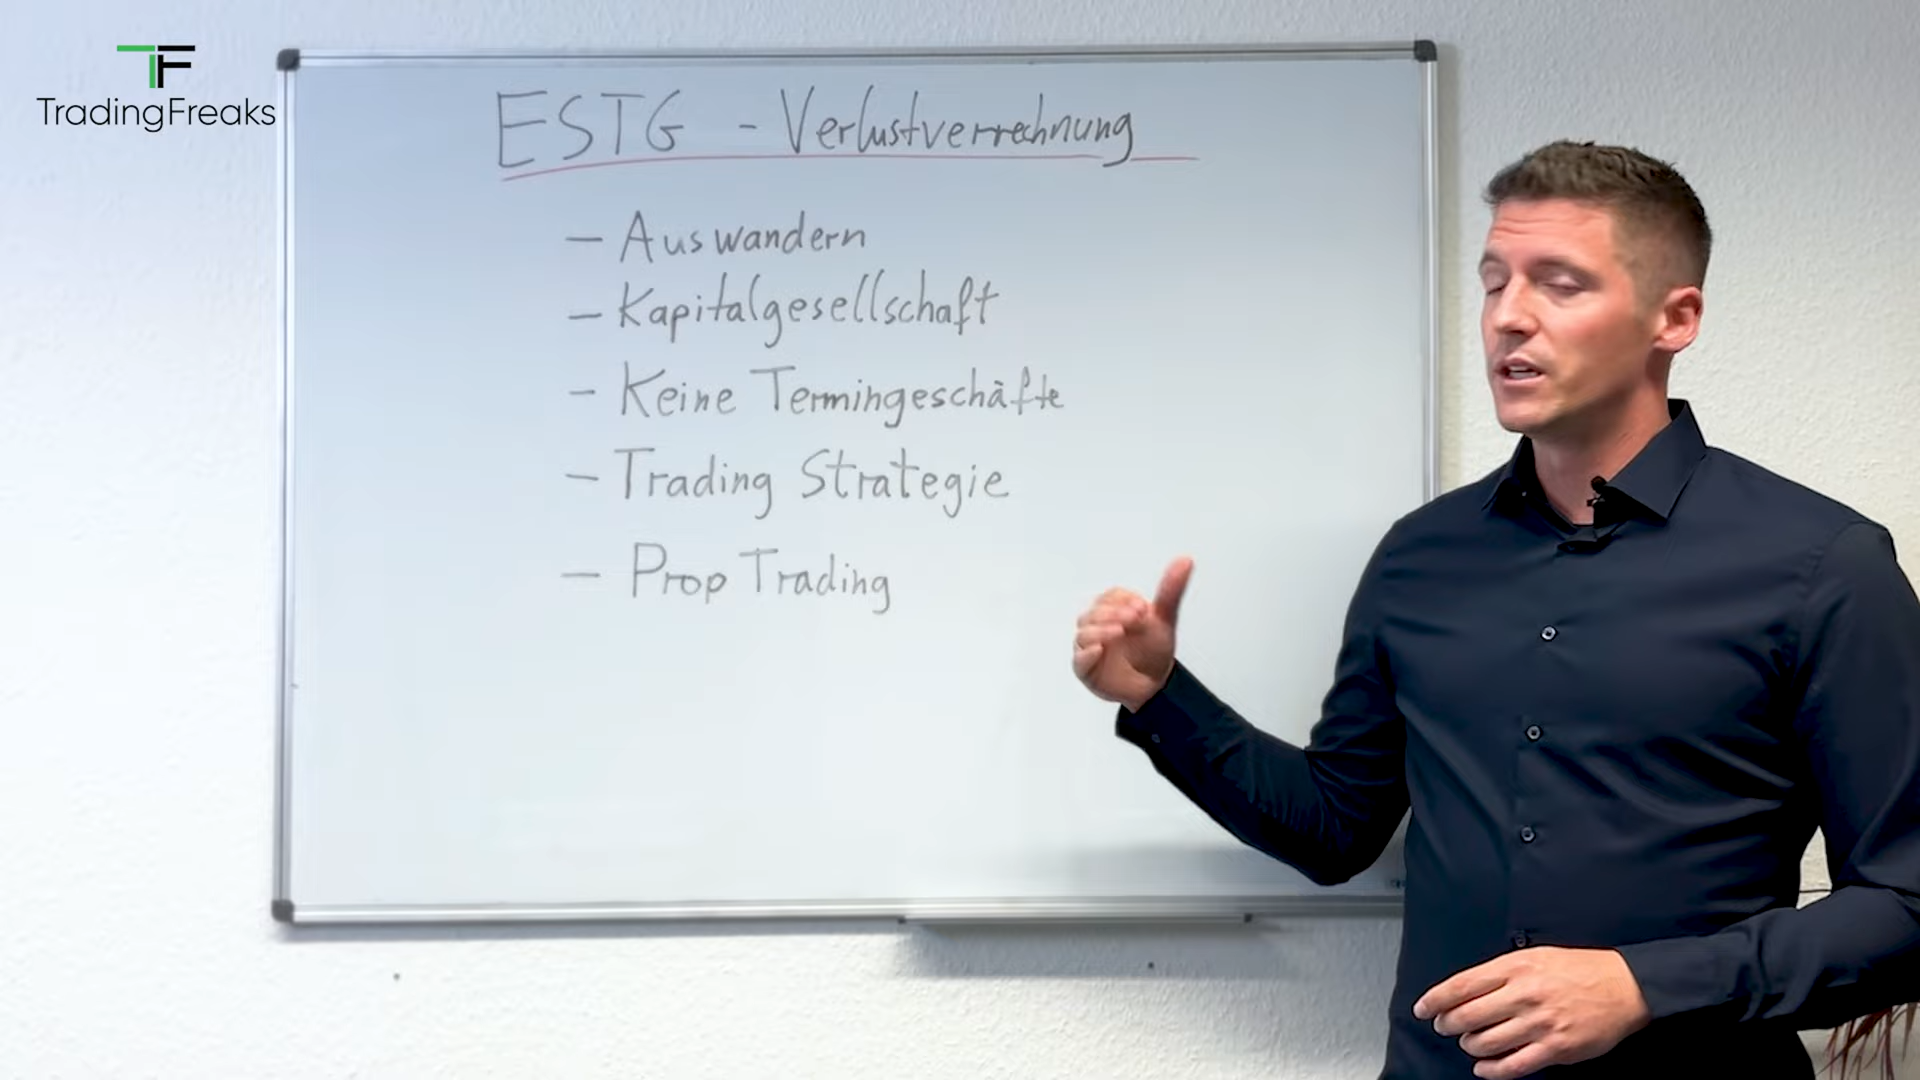 TF
TradingFreaks
ESTG - Verlustverrechnung
- Auswandern
- Kapitalgesellschaft
- Keine Termingeschäfte
- Trading Strategie
- Prop Trading